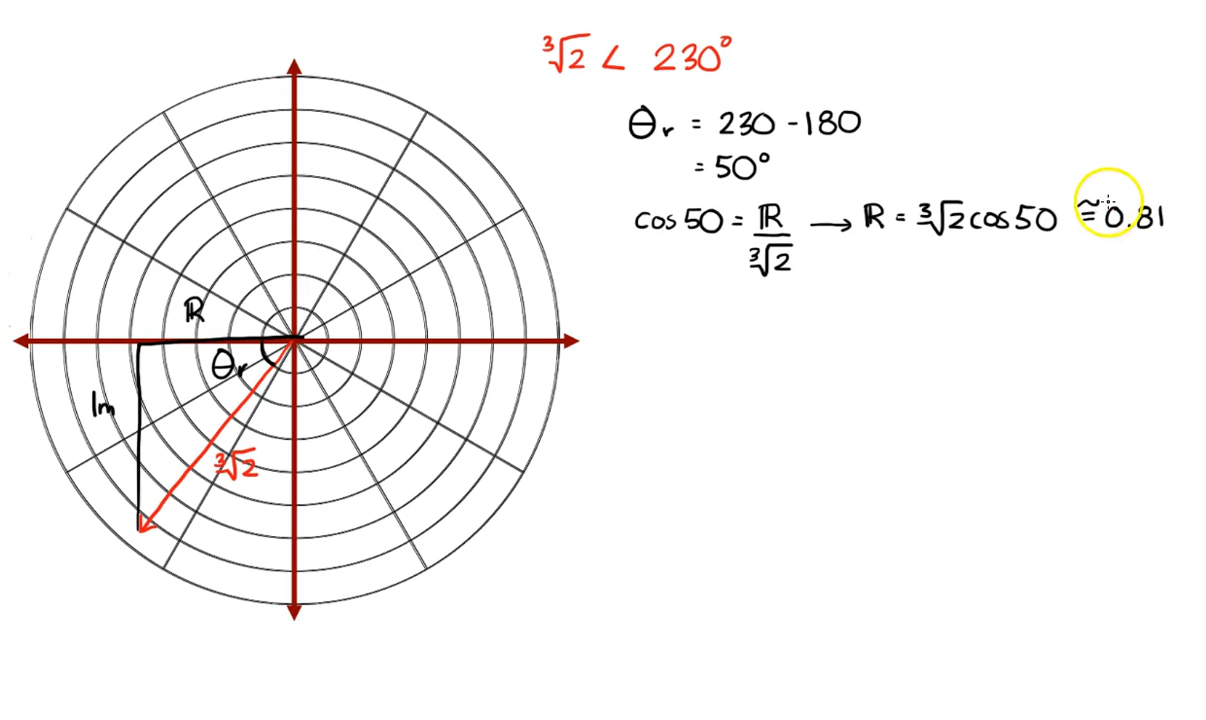 ∛2 < 230°
θr = 230 - 180
= 50°
cos 50 = ℝ/∛2 → ℝ = ∛2 cos 50 ≅ 0.81
ℝ
θr
Im
∛2